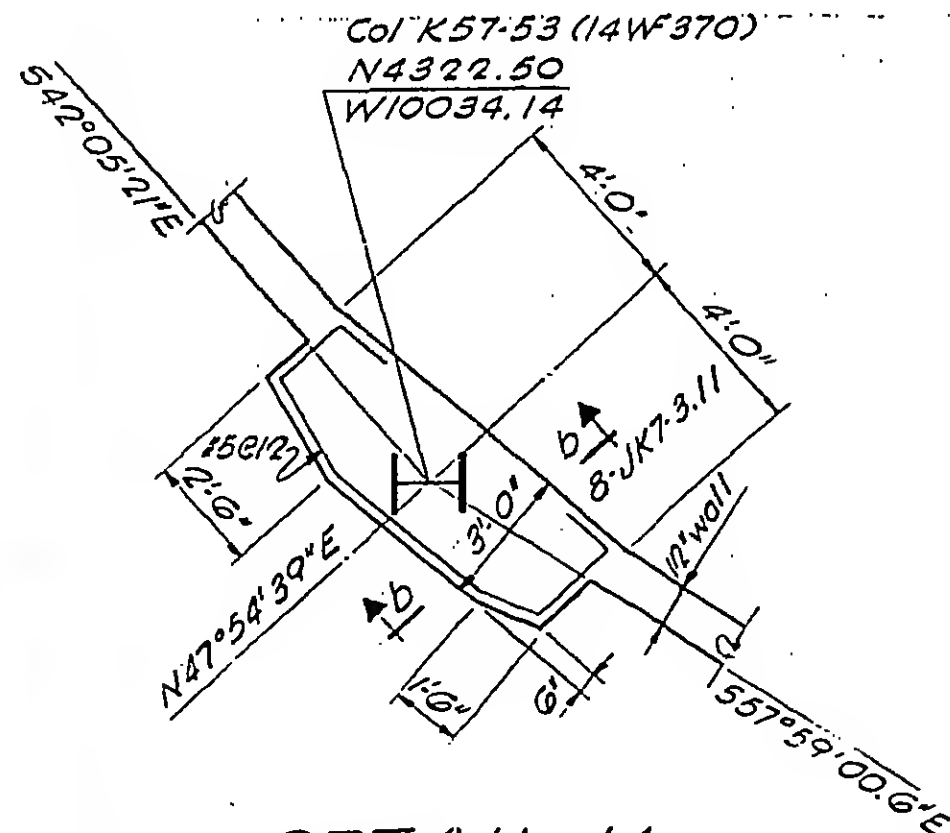 Col K57-53 (14WF370)
N4322.50
W10034.14
S42°05'21"E
4'-0"
4'-0"
b
8-JK7-3.11
#5@12
2'-6"
3'-0"
12" wall
b
N47°54'39"E
1'-6"
6"
S57°59'00.6"E